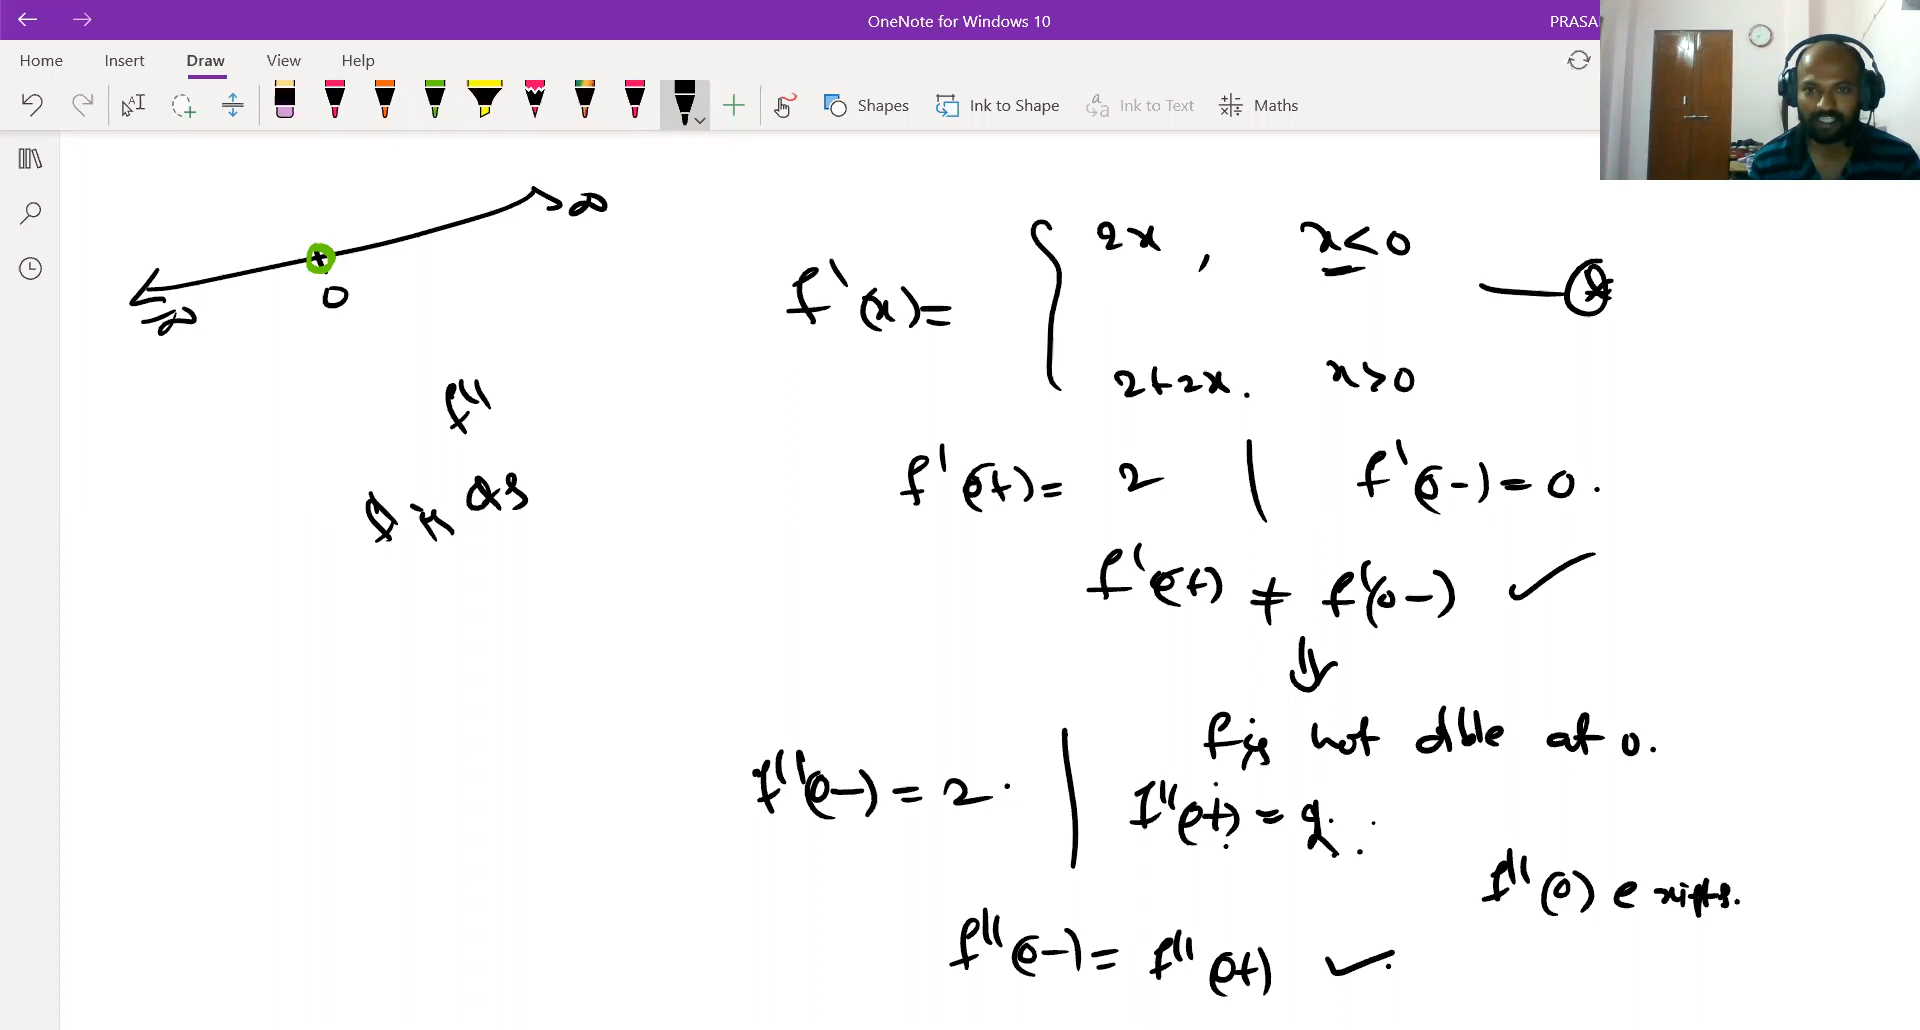 OneNote for Windows 10
PRASA
Home Insert Draw View Help
Shapes Ink to Shape Ink to Text Maths
∞
0
-∞
f'(x)= { 2x, x<0
2+2x. x>0
f''
is
f'(0+)= 2 | f'(0-)=0.
f'(0+) ≠ f'(0-) ✓
⇓
f is not dble at 0.
f''(0-) = 2. | f''(0+) = 2.
f''(0) exists.
f''(0-) = f''(0+) ✓